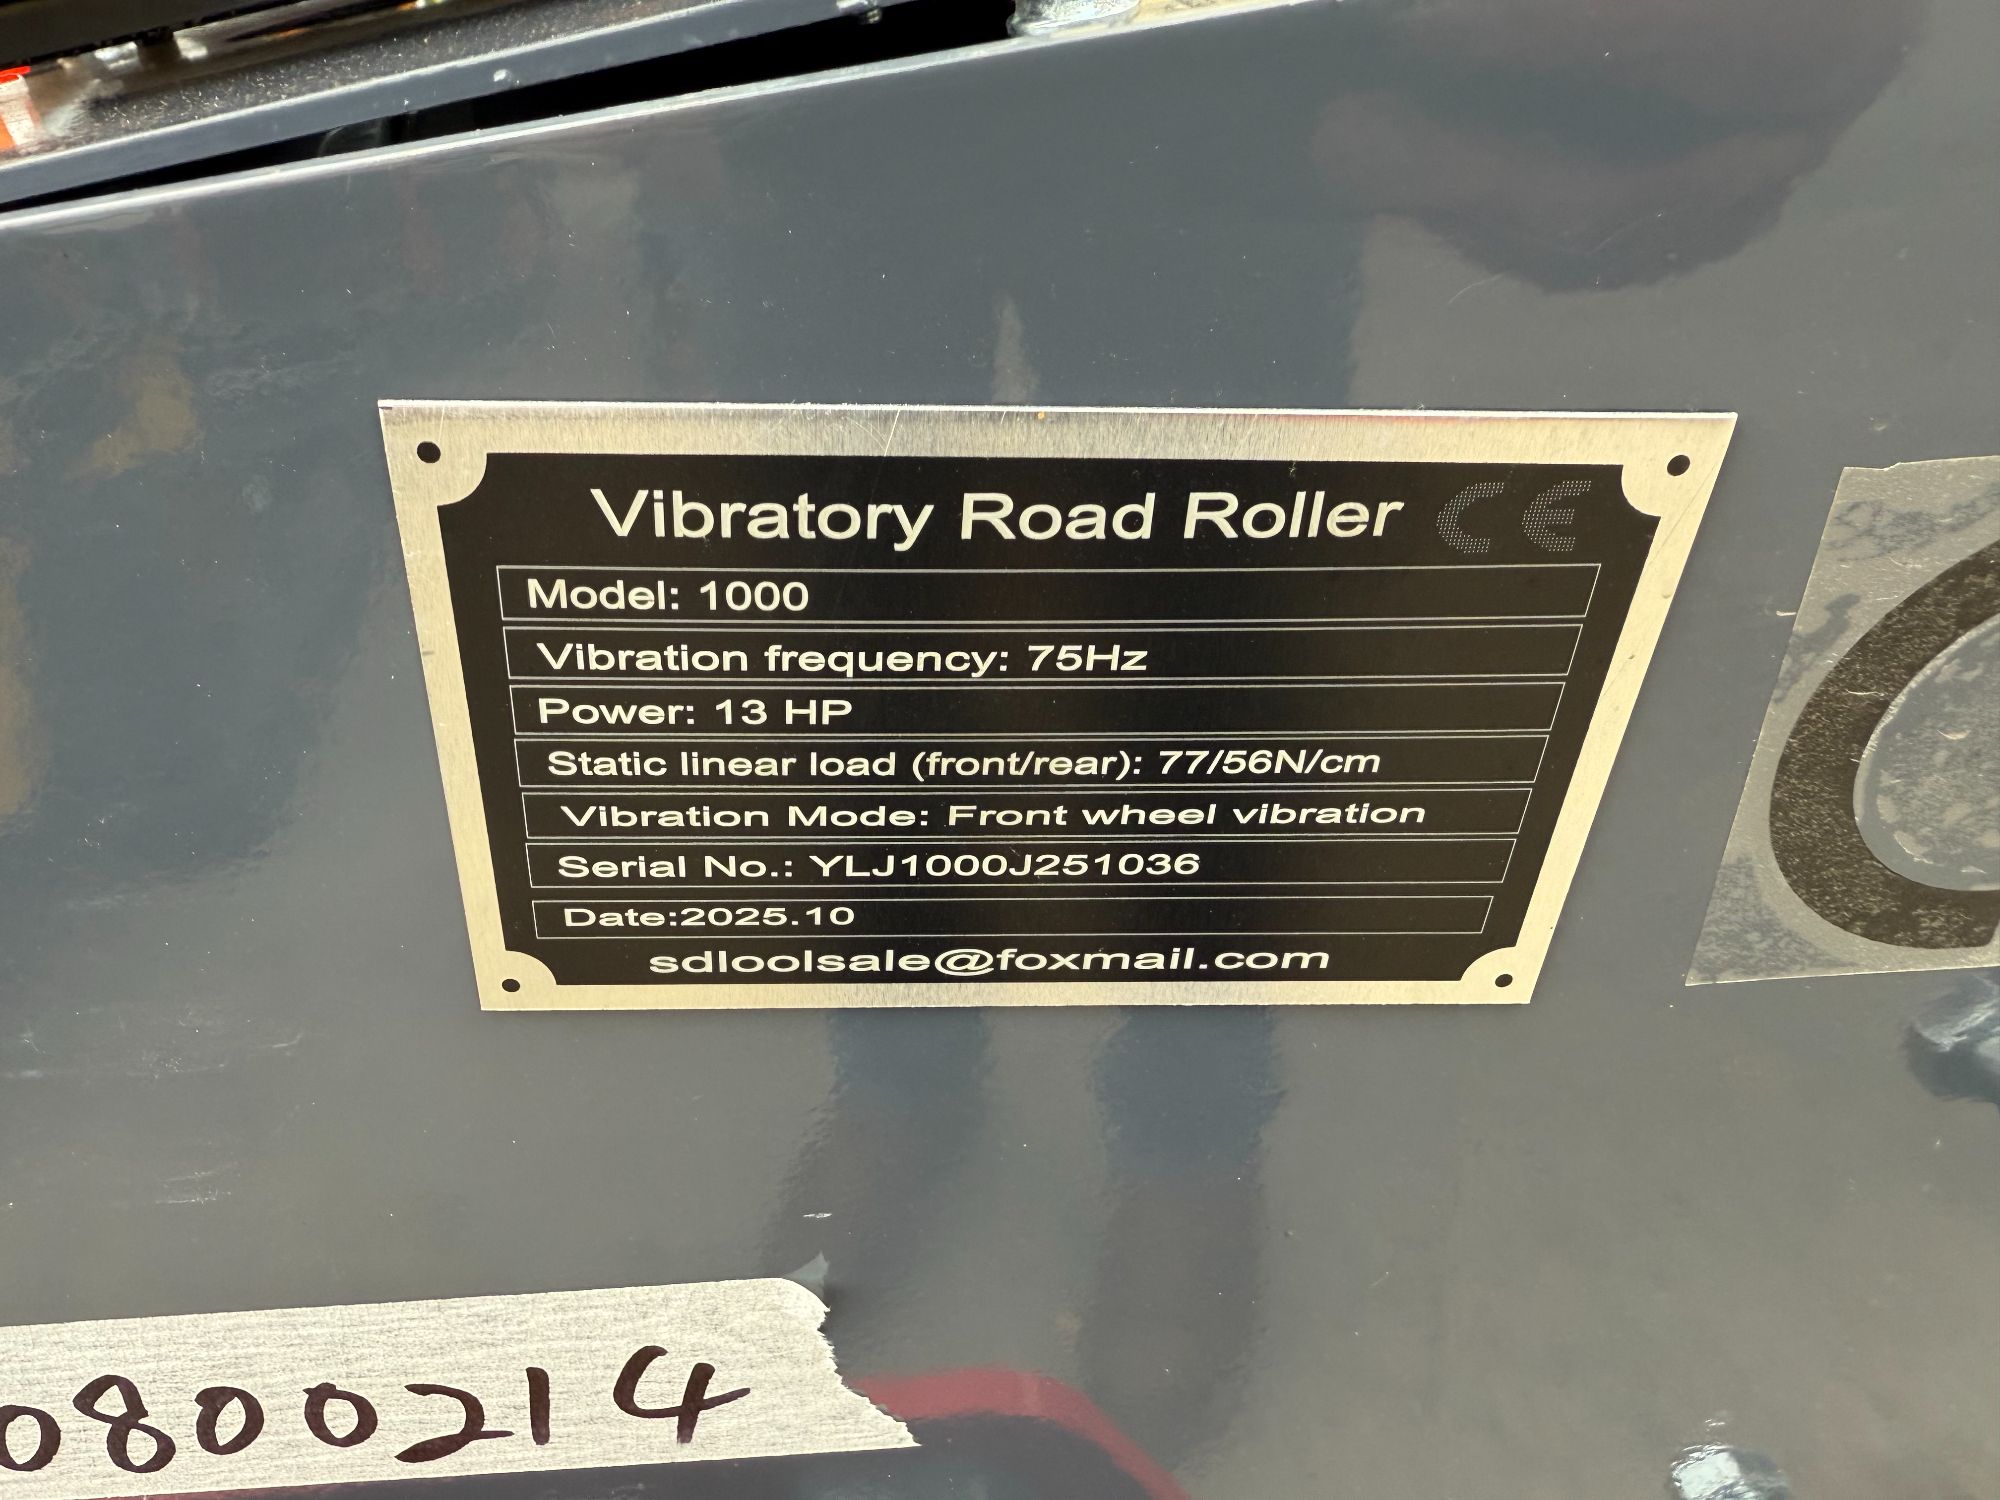 Vibratory Road Roller CE
Model: 1000
Vibration frequency: 75Hz
Power: 13 HP
Static linear load (front/rear): 77/56N/cm
Vibration Mode: Front wheel vibration
Serial No.: YLJ1000J251036
Date:2025.10
sdloolsale@foxmail.com
0800214